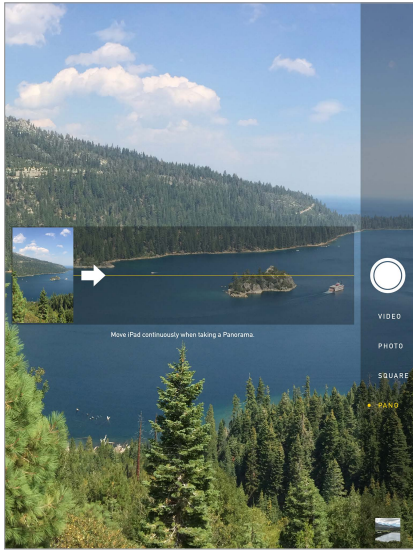 Move iPad continuously when taking a Panorama.
VIDEO
PHOTO
SQUARE
PANO